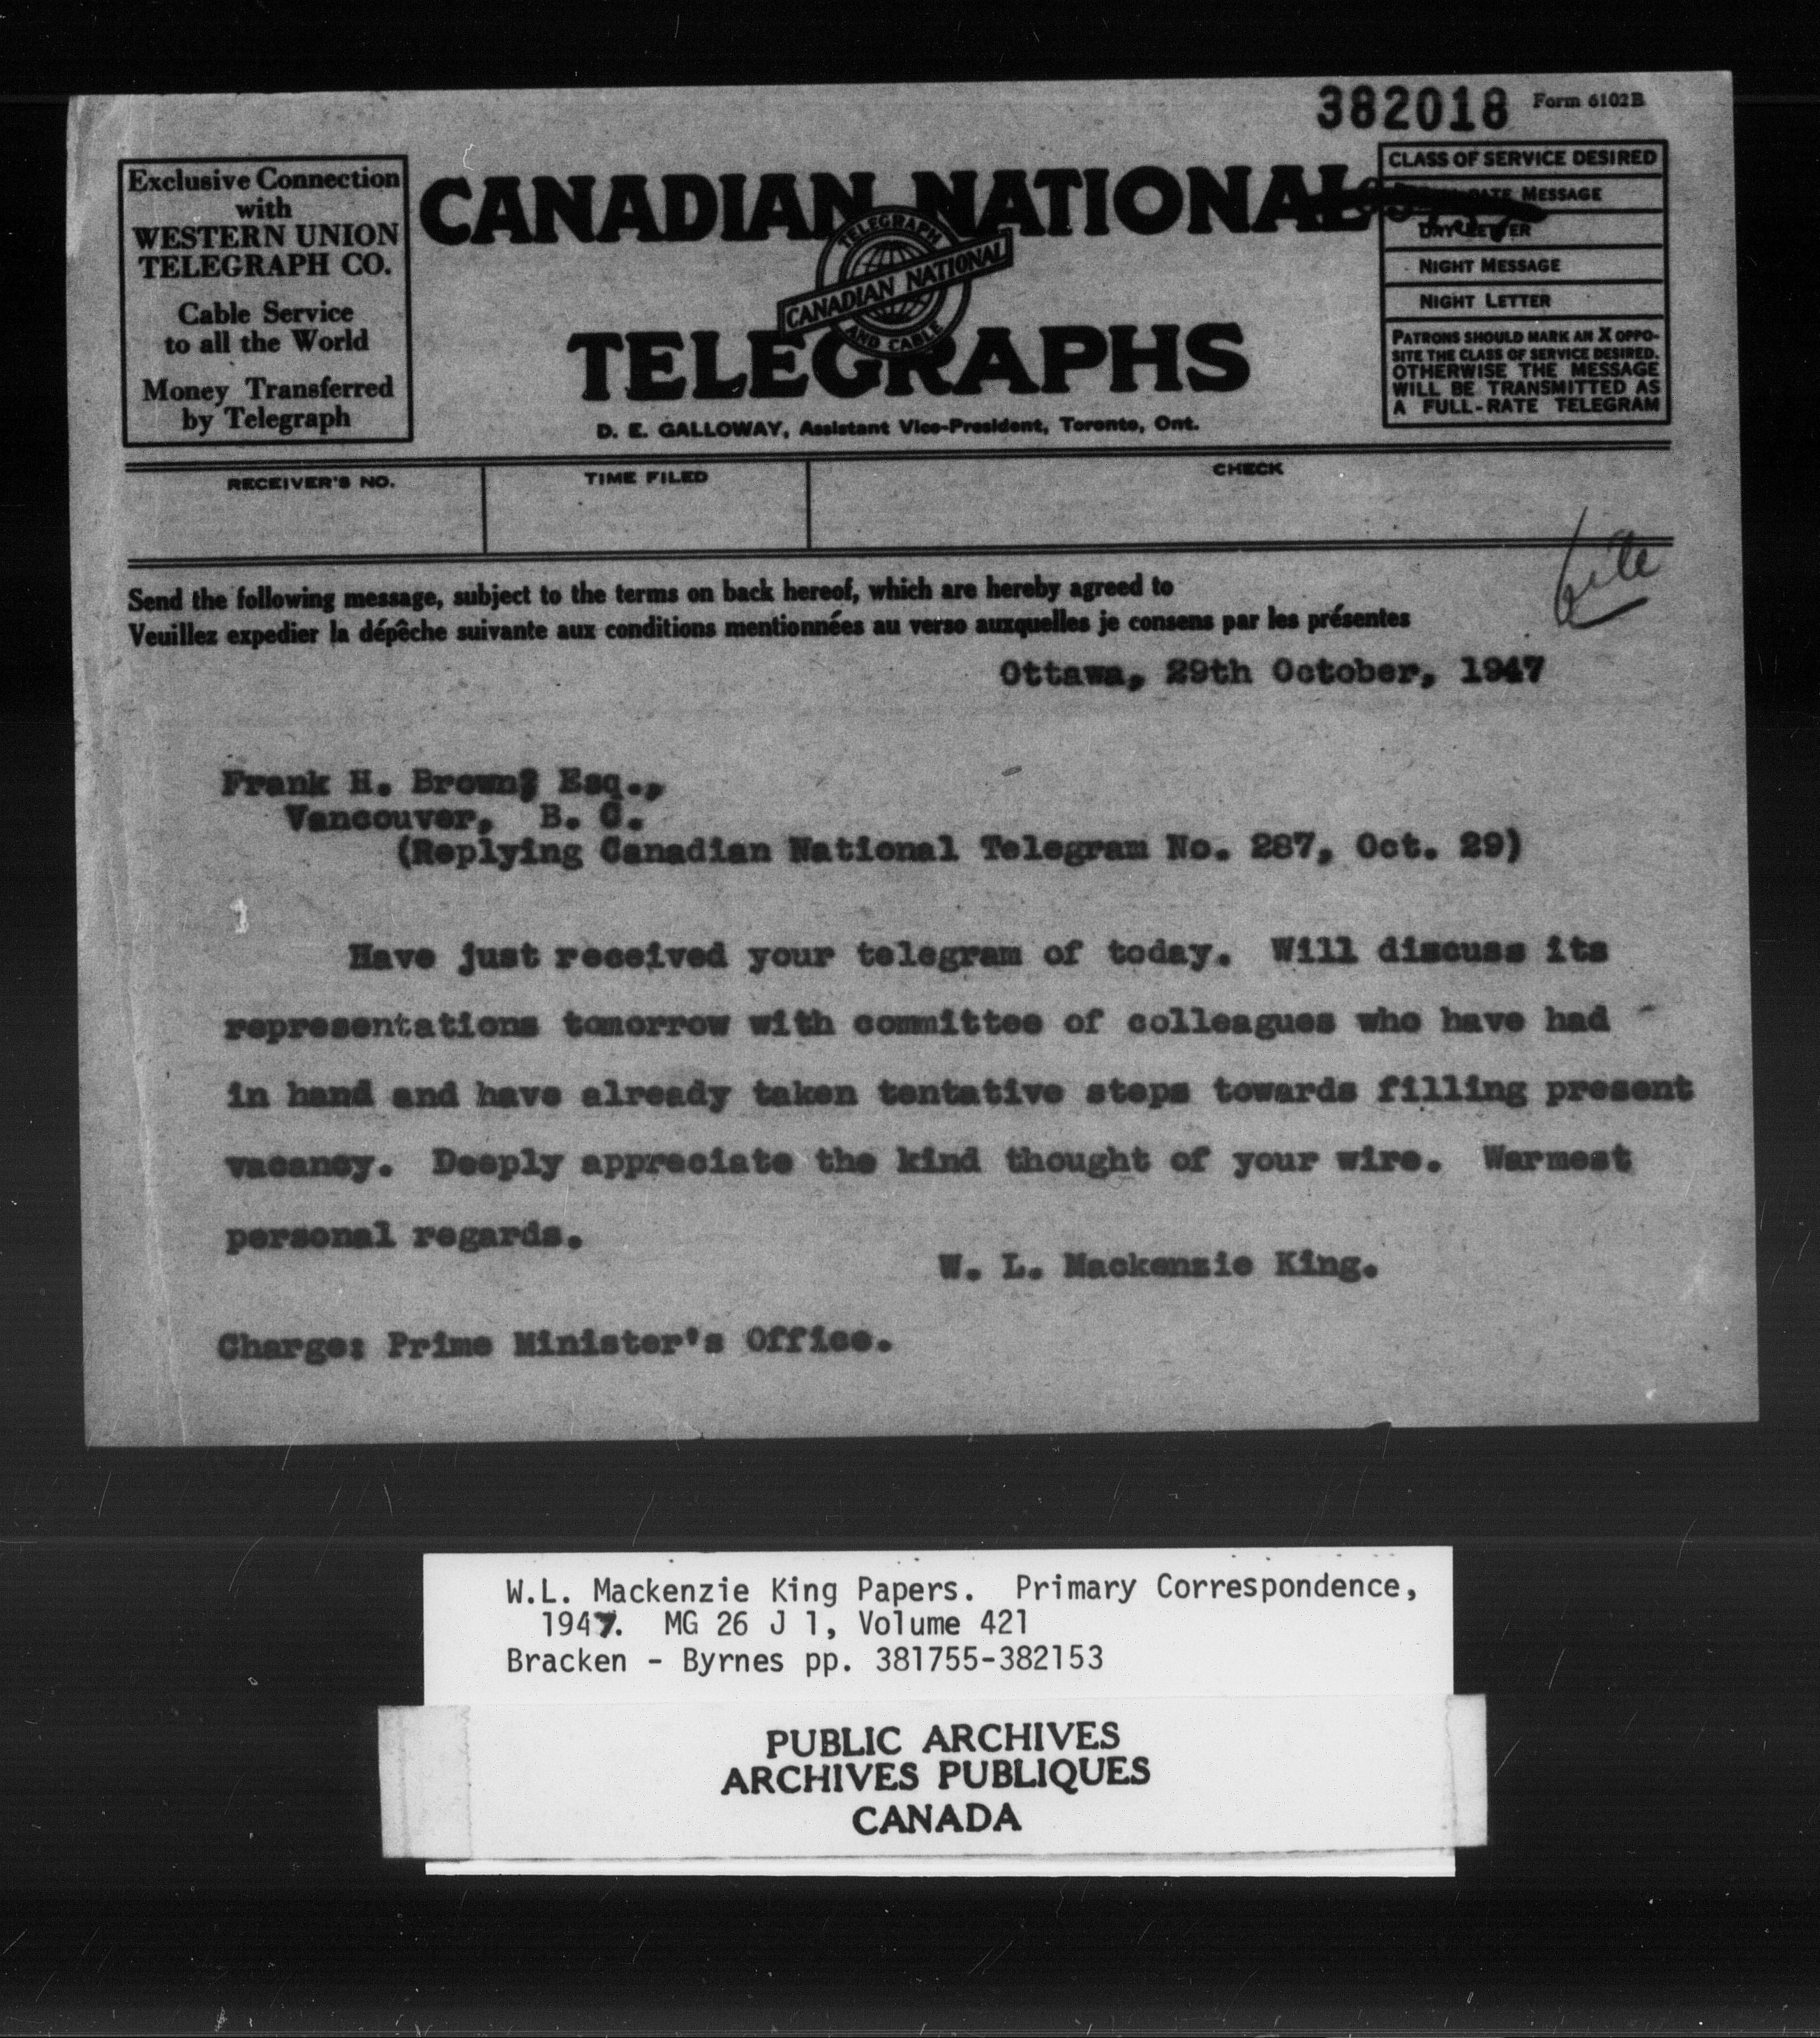 382018 Form 6102B
Exclusive Connection
with
WESTERN UNION
TELEGRAPH CO.
Cable Service
to all the World
Money Transferred
by Telegraph
CANADIAN NATIONAL
TELEGRAPH
CANADIAN NATIONAL
AND CABLE
TELEGRAPHS
D. E. GALLOWAY, Assistant Vice-President, Toronto, Ont.
CLASS OF SERVICE DESIRED
MESSAGE
DAY LETTER
NIGHT MESSAGE
NIGHT LETTER
PATRONS SHOULD MARK AN X OPPO-
SITE THE CLASS OF SERVICE DESIRED.
OTHERWISE THE MESSAGE
WILL BE TRANSMITTED AS
A FULL-RATE TELEGRAM
RECEIVER'S NO. TIME FILED CHECK
file
Send the following message, subject to the terms on back hereof, which are hereby agreed to
Veuillez expedier la dépêche suivante aux conditions mentionnées au verso auxquelles je consens par les présentes
Ottawa, 29th October, 1947
Frank H. Brown, Esq.,
Vancouver, B. C.
(Replying Canadian National Telegram No. 287, Oct. 29)
Have just received your telegram of today. Will discuss its
representations tomorrow with committee of colleagues who have had
in hand and have already taken tentative steps towards filling present
vacancy. Deeply appreciate the kind thought of your wire. Warmest
personal regards.
W. L. Mackenzie King.
Charge: Prime Minister's Office.
W.L. Mackenzie King Papers. Primary Correspondence,
1947. MG 26 J 1, Volume 421
Bracken - Byrnes pp. 381755-382153
PUBLIC ARCHIVES
ARCHIVES PUBLIQUES
CANADA